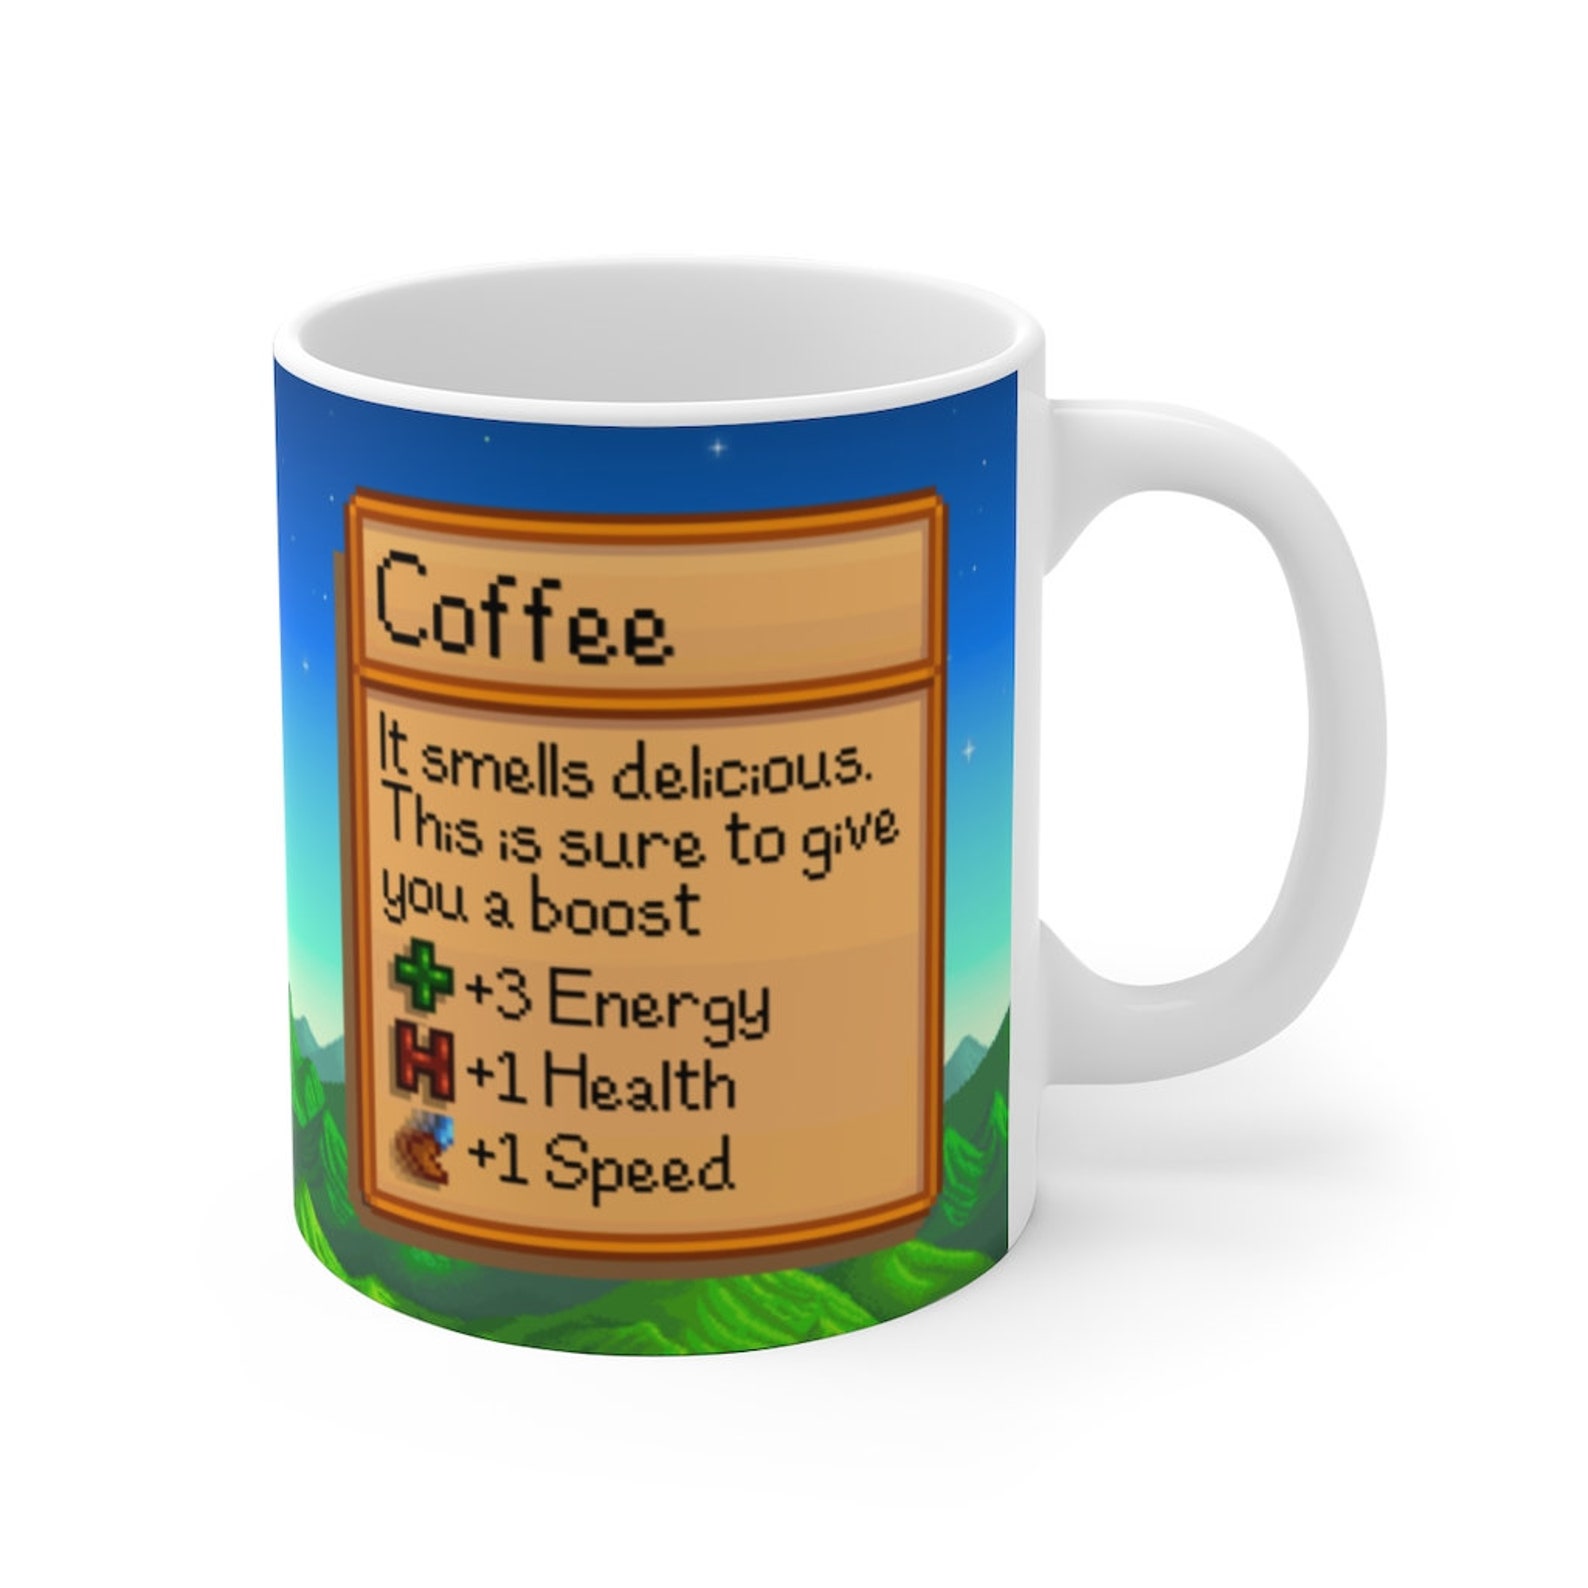 Coffee
It smells delicious.
This is sure to give
you a boost
+3 Energy
+1 Health
+1 Speed